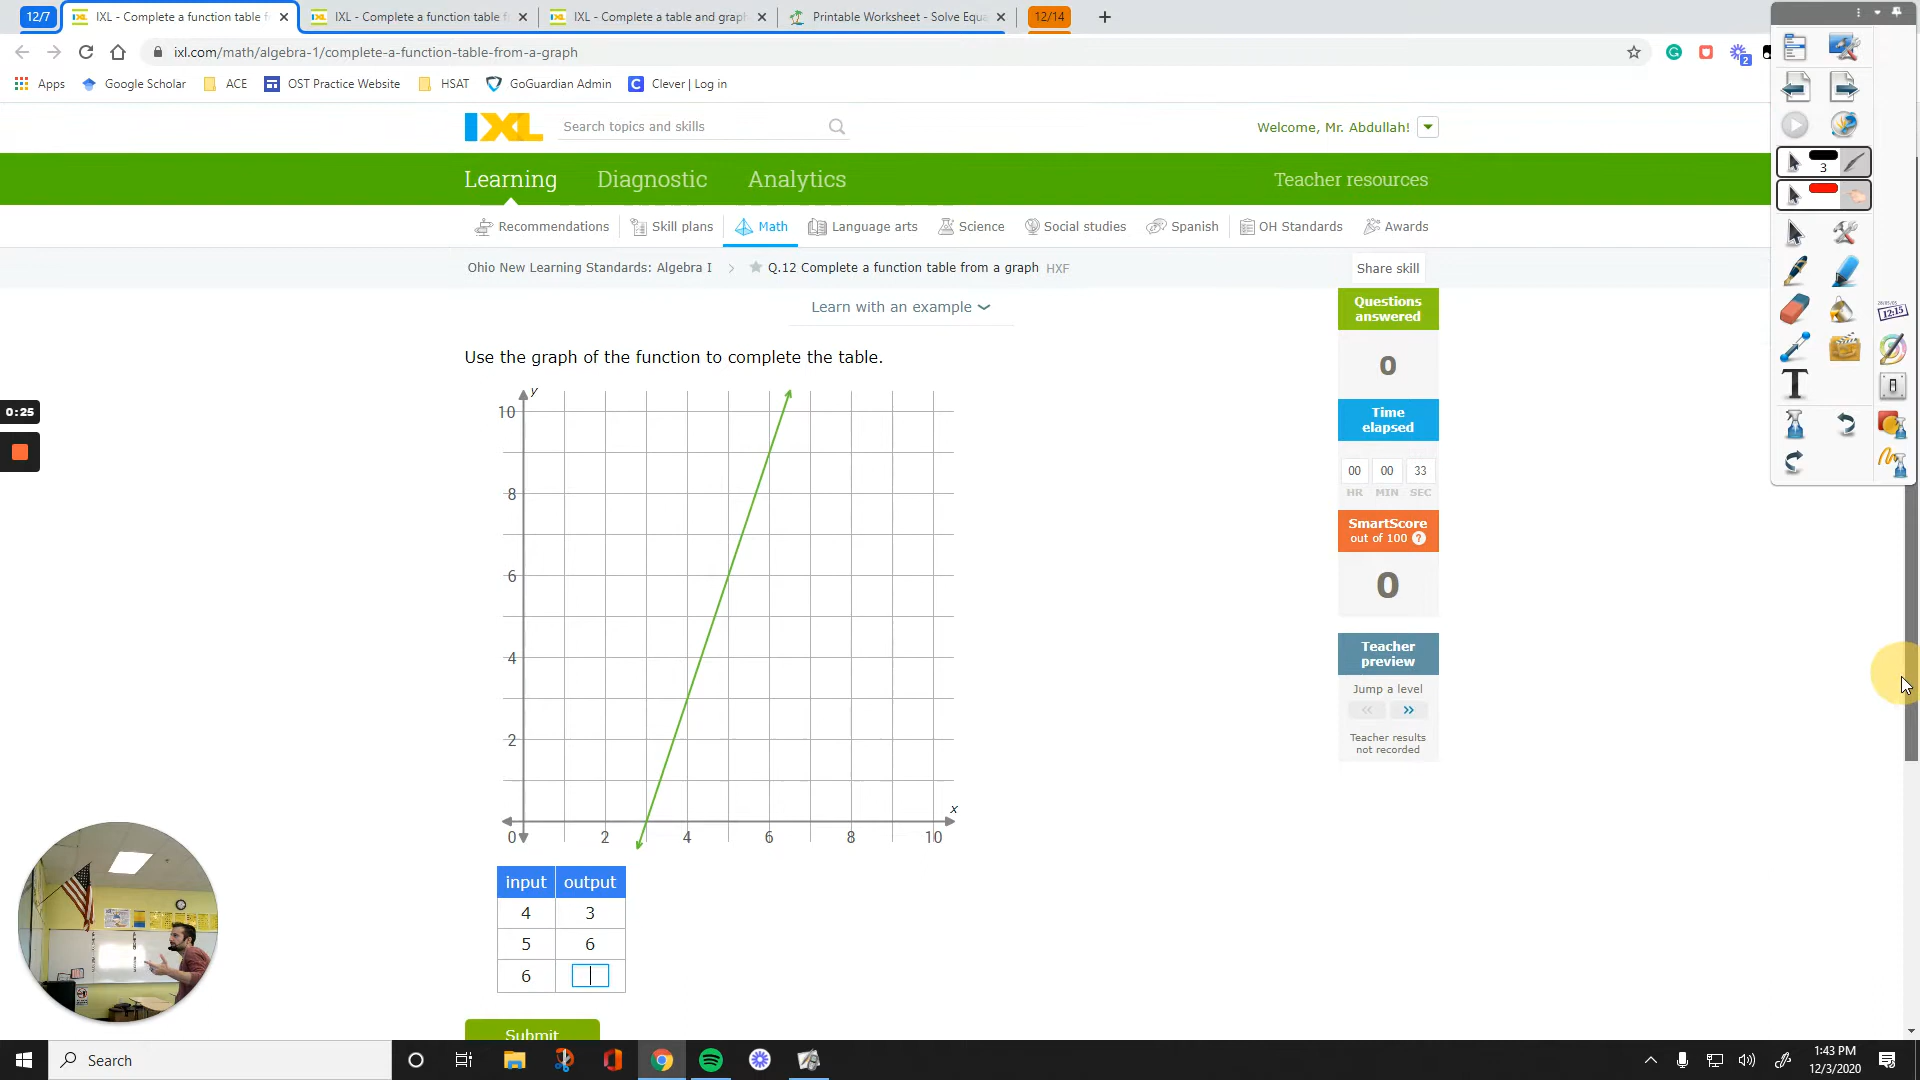 12/7
IXL - Complete a function table f
IXL - Complete a function table f
IXL - Complete a table and graph
Printable Worksheet - Solve Equa
12/14
ixl.com/math/algebra-1/complete-a-function-table-from-a-graph
2
Apps
Google Scholar
ACE
OST Practice Website
HSAT
GoGuardian Admin
C
Clever | Log in
IXL
Search topics and skills
Welcome, Mr. Abdullah!
Learning
Diagnostic
Analytics
Teacher resources
Recommendations
Skill plans
Math
Language arts
Science
Social studies
Spanish
OH Standards
Awards
Ohio New Learning Standards: Algebra I
Q.12 Complete a function table from a graph HXF
Share skill
Learn with an example
Use the graph of the function to complete the table.
y
10
8
6
4
2
0
2
4
6
8
10
x
input output
4 3
5 6
6
Submit
Questions
answered
0
Time
elapsed
00 00 33
HR MIN SEC
SmartScore
out of 100 ?
0
Teacher
preview
Jump a level
<< >>
Teacher results
not recorded
0:25
3
12:15
T
Search
1:43 PM
12/3/2020